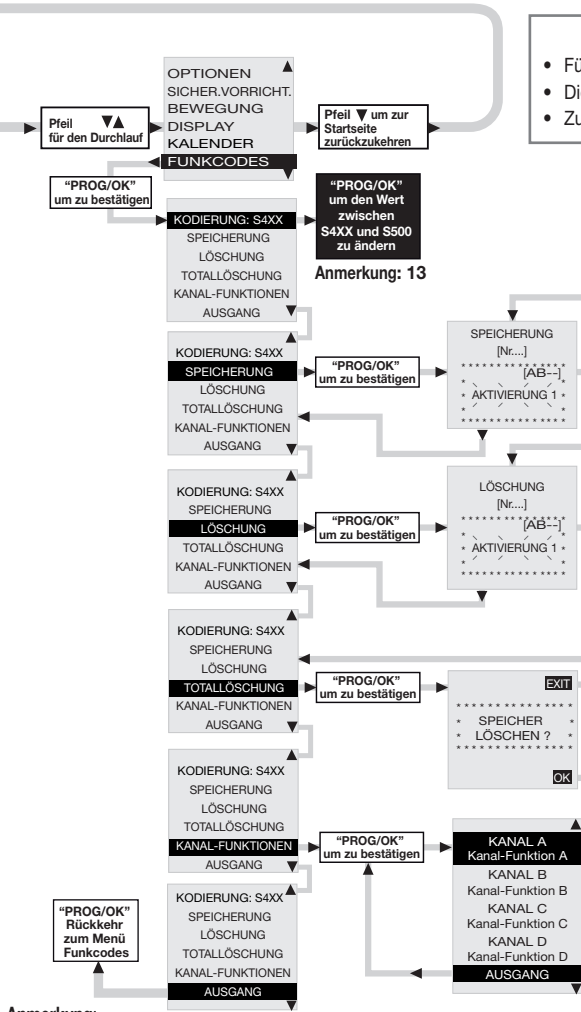 OPTIONEN
SICHER.VORRICHT.
BEWEGUNG
DISPLAY
KALENDER
FUNKCODES
Pfeil ▼▲
für den Durchlauf
Pfeil ▼ um zur
Startseite
zurückzukehren
• Fü
• Di
• Zu
"PROG/OK"
um zu bestätigen
KODIERUNG: S4XX
SPEICHERUNG
LÖSCHUNG
TOTALLÖSCHUNG
KANAL-FUNKTIONEN
AUSGANG
"PROG/OK"
um den Wert
zwischen
S4XX und S500
zu ändern
Anmerkung: 13
KODIERUNG: S4XX
SPEICHERUNG
LÖSCHUNG
TOTALLÖSCHUNG
KANAL-FUNKTIONEN
AUSGANG
"PROG/OK"
um zu bestätigen
SPEICHERUNG
[Nr....]
[AB--]
AKTIVIERUNG 1
KODIERUNG: S4XX
SPEICHERUNG
LÖSCHUNG
TOTALLÖSCHUNG
KANAL-FUNKTIONEN
AUSGANG
"PROG/OK"
um zu bestätigen
LÖSCHUNG
[Nr....]
[AB--]
AKTIVIERUNG 1
KODIERUNG: S4XX
SPEICHERUNG
LÖSCHUNG
TOTALLÖSCHUNG
KANAL-FUNKTIONEN
AUSGANG
"PROG/OK"
um zu bestätigen
EXIT
SPEICHER
LÖSCHEN ?
OK
KODIERUNG: S4XX
SPEICHERUNG
LÖSCHUNG
TOTALLÖSCHUNG
KANAL-FUNKTIONEN
AUSGANG
"PROG/OK"
um zu bestätigen
KANAL A
Kanal-Funktion A
KANAL B
Kanal-Funktion B
KANAL C
Kanal-Funktion C
KANAL D
Kanal-Funktion D
AUSGANG
KODIERUNG: S4XX
SPEICHERUNG
LÖSCHUNG
TOTALLÖSCHUNG
KANAL-FUNKTIONEN
AUSGANG
"PROG/OK"
Rückkehr
zum Menü
Funkcodes
Anmerkung: